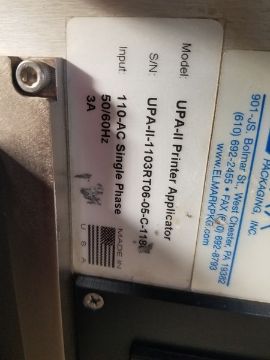 Model: UPA-II Printer Applicator
S/N: UPA-II-1103RT06-05-C-118L
Input: 110-AC Single Phase
50/60Hz
3A
MADE IN
USA
PACKAGING, INC.
901-JS. Bolmar St., West Chester, PA 19382
(610) 692-2455 • FAX (610) 692-8793
WWW.ELMARKPKG.COM